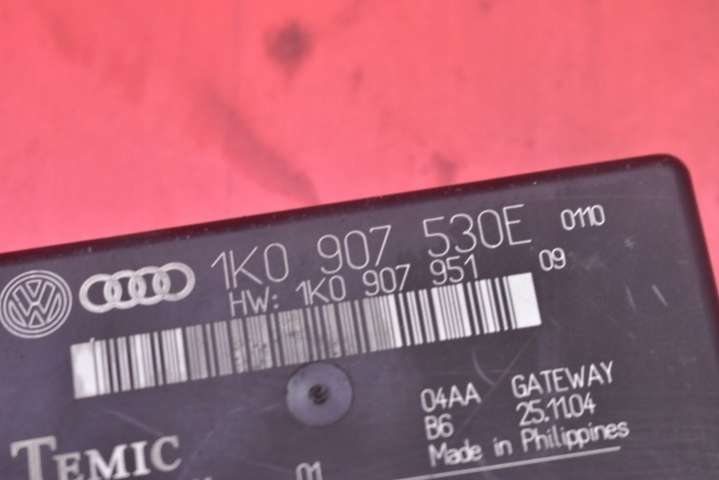 1K0 907 530E 0110
HW: 1K0 907 951 09
04AA GATEWAY
B6 25.11.04
Made in Philippines
TEMIC
01